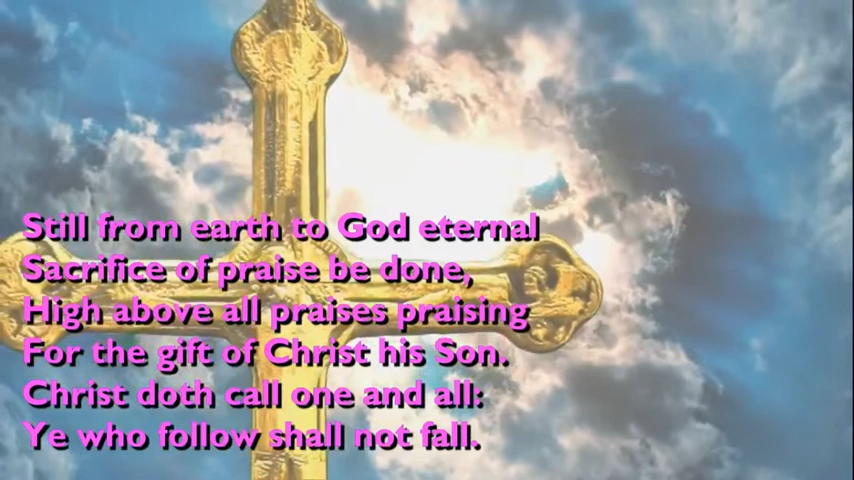 Still from earth to God eternal
Sacrifice of praise be done,
High above all praises praising
For the gift of Christ his Son.
Christ doth call one and all:
Ye who follow shall not fall.